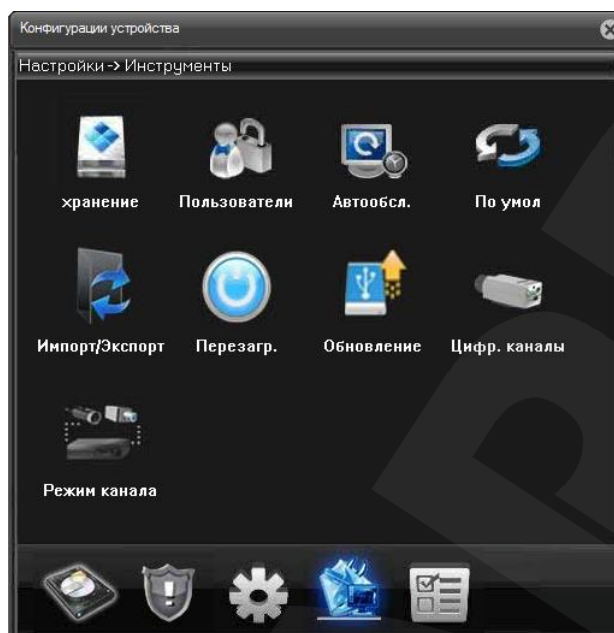 Конфигурации устройства
Настройки -> Инструменты
хранение Пользователи Автообсл. По умол
Импорт/Экспорт Перезагр. Обновление Цифр. каналы
Режим канала